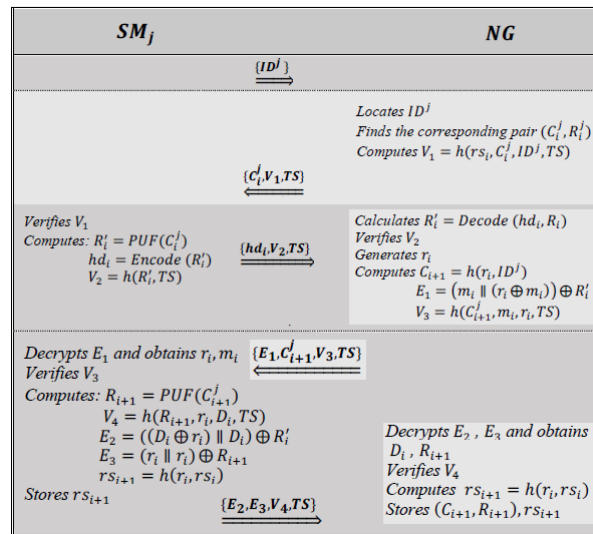 SM_j NG
{ID^j}
Locates ID^j
Finds the corresponding pair (C_i^j, R_i^j)
Computes V_1 = h(rs_i, C_i^j, ID^j, TS)
{C_i^j, V_1, TS}
Verifies V_1
Computes: R_i' = PUF(C_i^j)
hd_i = Encode (R_i')
V_2 = h(R_i', TS)
{hd_i, V_2, TS}
Calculates R_i' = Decode (hd_i, R_i)
Verifies V_2
Generates r_i
Computes C_{i+1} = h(r_i, ID^j)
E_1 = (m_i ∥ (r_i ⊕ m_i)) ⊕ R_i'
V_3 = h(C_{i+1}^j, m_i, r_i, TS)
{E_1, C_{i+1}^j, V_3, TS}
Decrypts E_1 and obtains r_i, m_i
Verifies V_3
Computes: R_{i+1} = PUF(C_{i+1}^j)
V_4 = h(R_{i+1}, r_i, D_i, TS)
E_2 = ((D_i ⊕ r_i) ∥ D_i) ⊕ R_i'
E_3 = (r_i ∥ r_i) ⊕ R_{i+1}
rs_{i+1} = h(r_i, rs_i)
Stores rs_{i+1}
{E_2, E_3, V_4, TS}
Decrypts E_2 , E_3 and obtains
D_i , R_{i+1}
Verifies V_4
Computes rs_{i+1} = h(r_i, rs_i)
Stores (C_{i+1}, R_{i+1}), rs_{i+1}